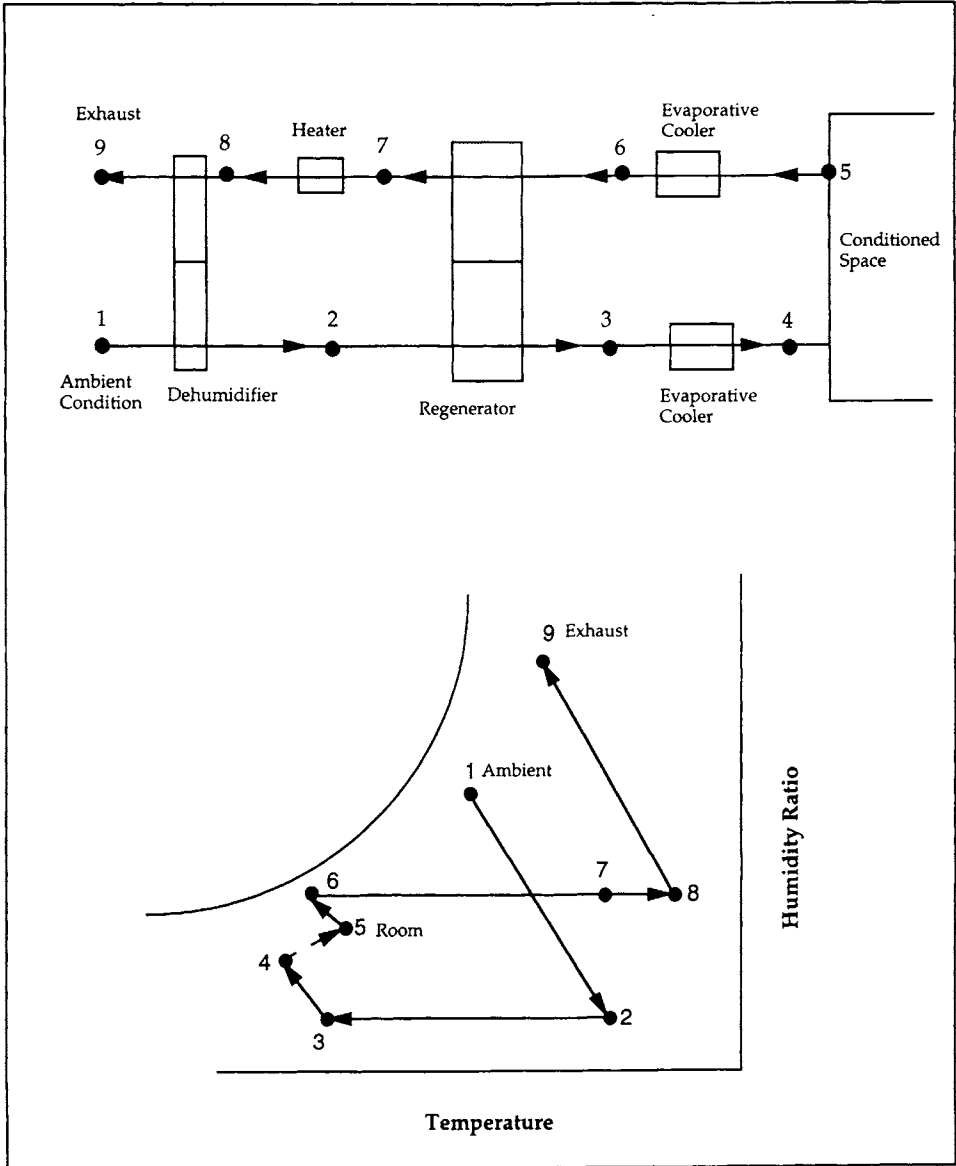 Exhaust
9
8
Heater
7
6
Evaporative
Cooler
5
Conditioned
Space
1
2
3
4
Ambient
Condition
Dehumidifier
Regenerator
Evaporative
Cooler
9 Exhaust
1 Ambient
6
7
8
5 Room
4
3
2
Humidity Ratio
Temperature